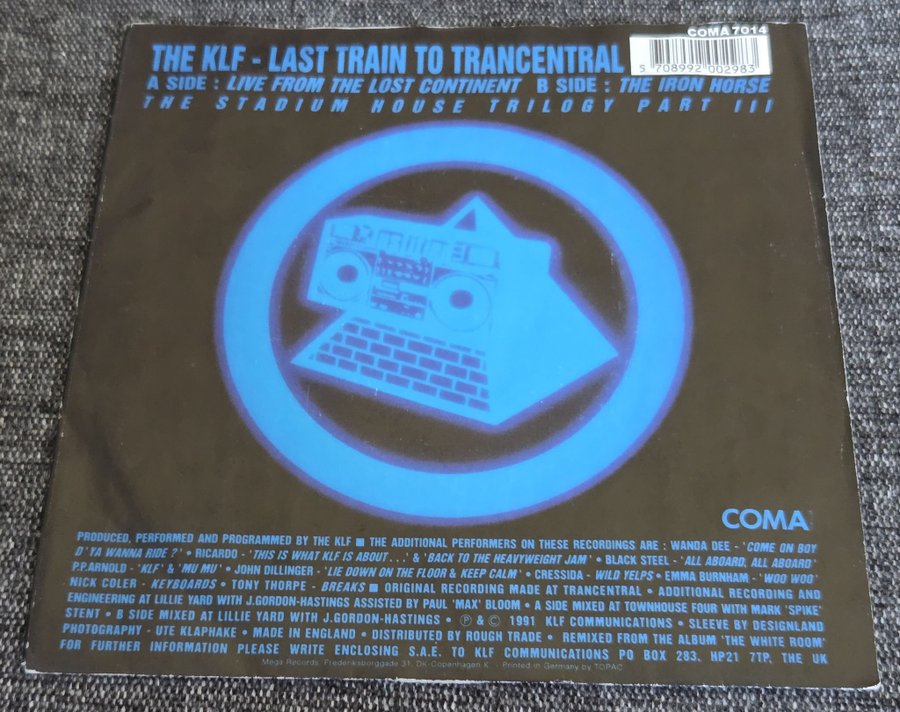 COMA 7014
THE KLF - LAST TRAIN TO TRANCENTRAL
5 708992 002983
A SIDE : LIVE FROM THE LOST CONTINENT B SIDE : THE IRON HORSE
THE STADIUM HOUSE TRILOGY PART III
COMA
PRODUCED, PERFORMED AND PROGRAMMED BY THE KLF ■ THE ADDITIONAL PERFORMERS ON THESE RECORDINGS ARE : WANDA DEE - 'COME ON BOY
D'YA WANNA RIDE?' • RICARDO - 'THIS IS WHAT KLF IS ABOUT...' & 'BACK TO THE HEAVYWEIGHT JAM' • BLACK STEEL - 'ALL ABOARD, ALL ABOARD'
P.P.ARNOLD - 'KLF' & 'MU MU' • JOHN DILLINGER - 'LIE DOWN ON THE FLOOR & KEEP CALM' • CRESSIDA - WILD YELPS • EMMA BURNHAM - 'WOO WOO'
NICK COLER - KEYBOARDS • TONY THORPE - BREAKS ■ ORIGINAL RECORDING MADE AT TRANCENTRAL • ADDITIONAL RECORDING AND
ENGINEERING AT LILLIE YARD WITH J.GORDON-HASTINGS ASSISTED BY PAUL 'MAX' BLOOM • A SIDE MIXED AT TOWNHOUSE FOUR WITH MARK 'SPIKE'
STENT • B SIDE MIXED AT LILLIE YARD WITH J.GORDON-HASTINGS • ℗ & © 1991 KLF COMMUNICATIONS • SLEEVE BY DESIGNLAND
PHOTOGRAPHY - UTE KLAPHAKE • MADE IN ENGLAND • DISTRIBUTED BY ROUGH TRADE • REMIXED FROM THE ALBUM 'THE WHITE ROOM'
FOR FURTHER INFORMATION PLEASE WRITE ENCLOSING S.A.E. TO KLF COMMUNICATIONS PO BOX 283, HP21 7TP, THE UK
Mega Records. Frederiksborggade 31, DK-Copenhagen K. - Printed in Germany by TOPAC